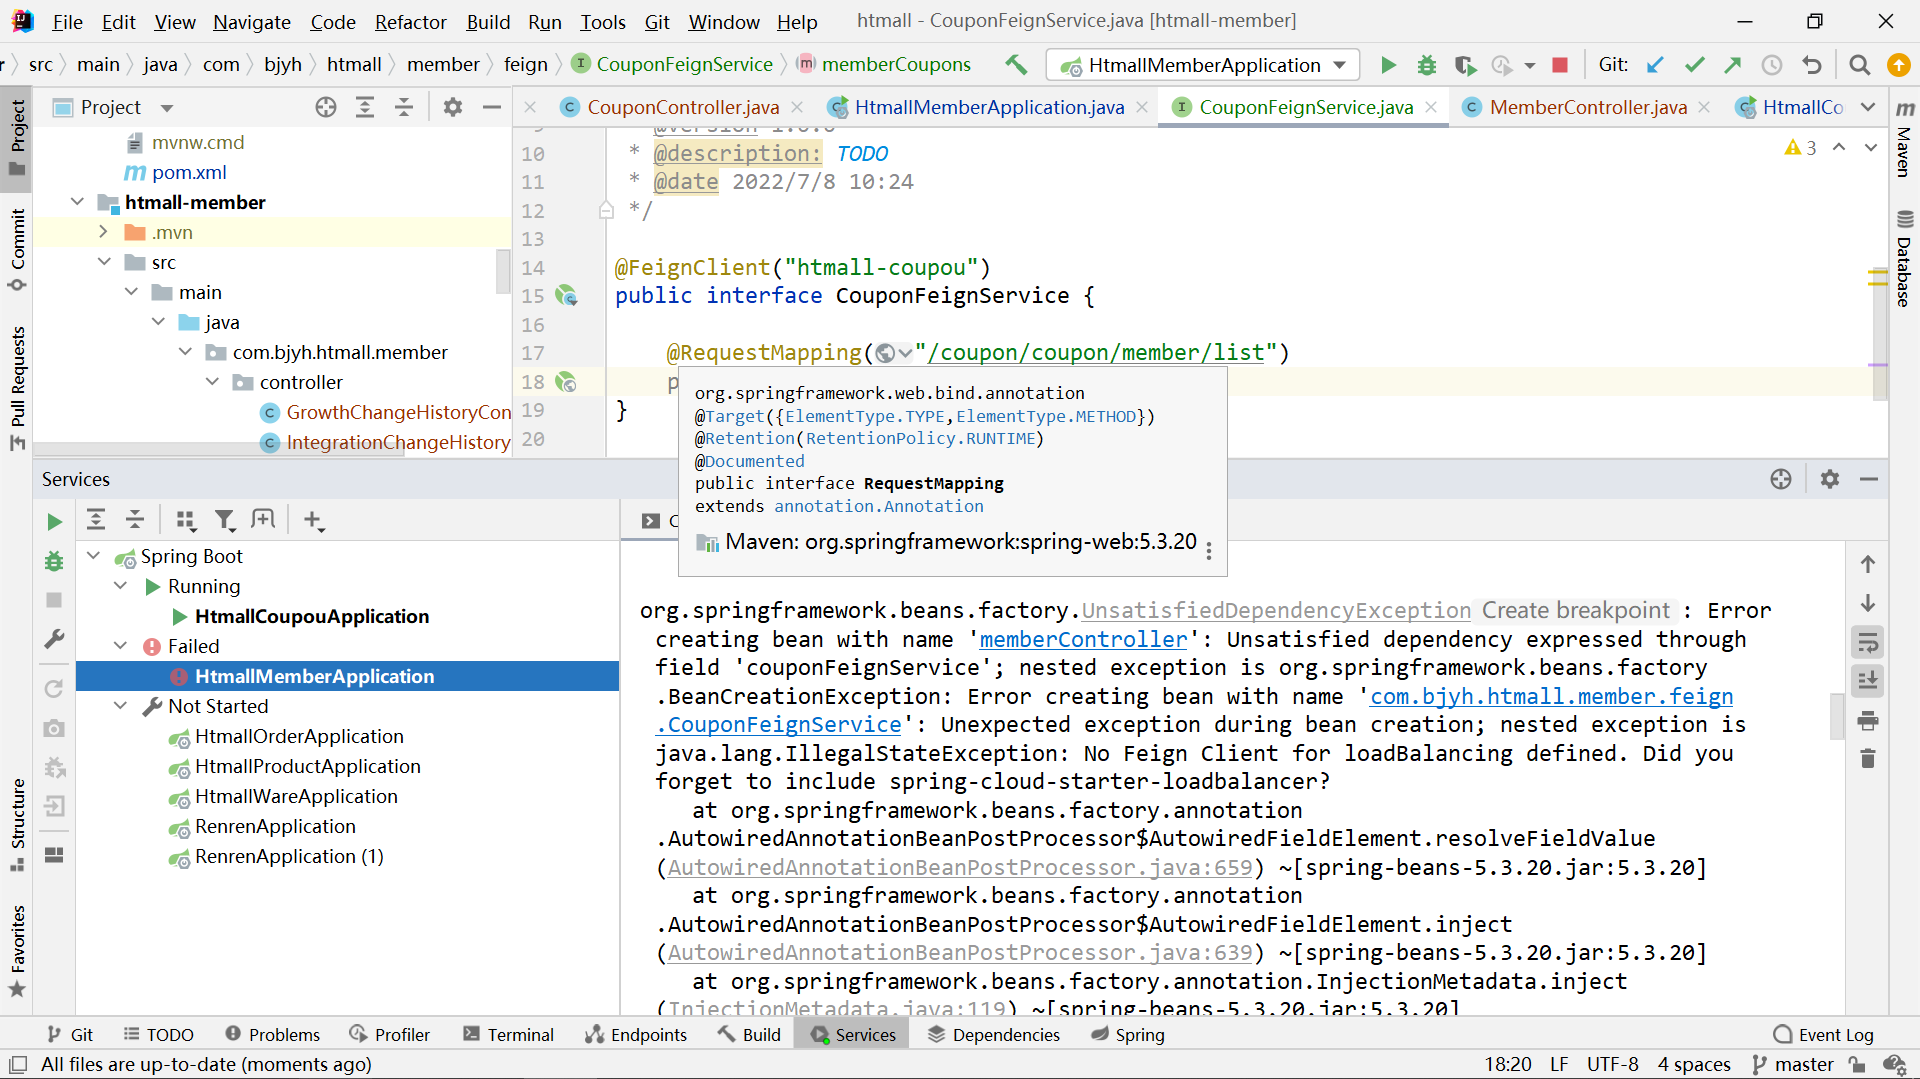 File Edit View Navigate Code Refactor Build Run Tools Git Window Help htmall - CouponFeignService.java [htmall-member]
r src main java com bjyh htmall member feign CouponFeignService memberCoupons HtmallMemberApplication Git:
Project
CouponController.java HtmallMemberApplication.java CouponFeignService.java MemberController.java HtmallCo
mvnw.cmd
pom.xml
htmall-member
.mvn
src
main
java
com.bjyh.htmall.member
controller
GrowthChangeHistoryCon
IntegrationChangeHistory
Project
Commit
Pull Requests
Structure
Favorites
9 * @version 1.0.0
10 * @description: TODO
11 * @date 2022/7/8 10:24
12 */
13
14 @FeignClient("htmall-coupou")
15 public interface CouponFeignService {
16
17 @RequestMapping("/coupon/coupon/member/list")
18 p
19 }
20
3
Maven
Database
org.springframework.web.bind.annotation
@Target({ElementType.TYPE,ElementType.METHOD})
@Retention(RetentionPolicy.RUNTIME)
@Documented
public interface RequestMapping
extends annotation.Annotation
Maven: org.springframework:spring-web:5.3.20
Services
Spring Boot
Running
HtmallCoupouApplication
Failed
HtmallMemberApplication
Not Started
HtmallOrderApplication
HtmallProductApplication
HtmallWareApplication
RenrenApplication
RenrenApplication (1)
C
org.springframework.beans.factory.UnsatisfiedDependencyException Create breakpoint : Error
creating bean with name 'memberController': Unsatisfied dependency expressed through
field 'couponFeignService'; nested exception is org.springframework.beans.factory
.BeanCreationException: Error creating bean with name 'com.bjyh.htmall.member.feign
.CouponFeignService': Unexpected exception during bean creation; nested exception is
java.lang.IllegalStateException: No Feign Client for loadBalancing defined. Did you
forget to include spring-cloud-starter-loadbalancer?
at org.springframework.beans.factory.annotation
.AutowiredAnnotationBeanPostProcessor$AutowiredFieldElement.resolveFieldValue
(AutowiredAnnotationBeanPostProcessor.java:659) ~[spring-beans-5.3.20.jar:5.3.20]
at org.springframework.beans.factory.annotation
.AutowiredAnnotationBeanPostProcessor$AutowiredFieldElement.inject
(AutowiredAnnotationBeanPostProcessor.java:639) ~[spring-beans-5.3.20.jar:5.3.20]
at org.springframework.beans.factory.annotation.InjectionMetadata.inject
(InjectionMetadata.java:119) ~[spring-beans-5.3.20.jar:5.3.20]
Git TODO Problems Profiler Terminal Endpoints Build Services Dependencies Spring Event Log
All files are up-to-date (moments ago) 18:20 LF UTF-8 4 spaces master